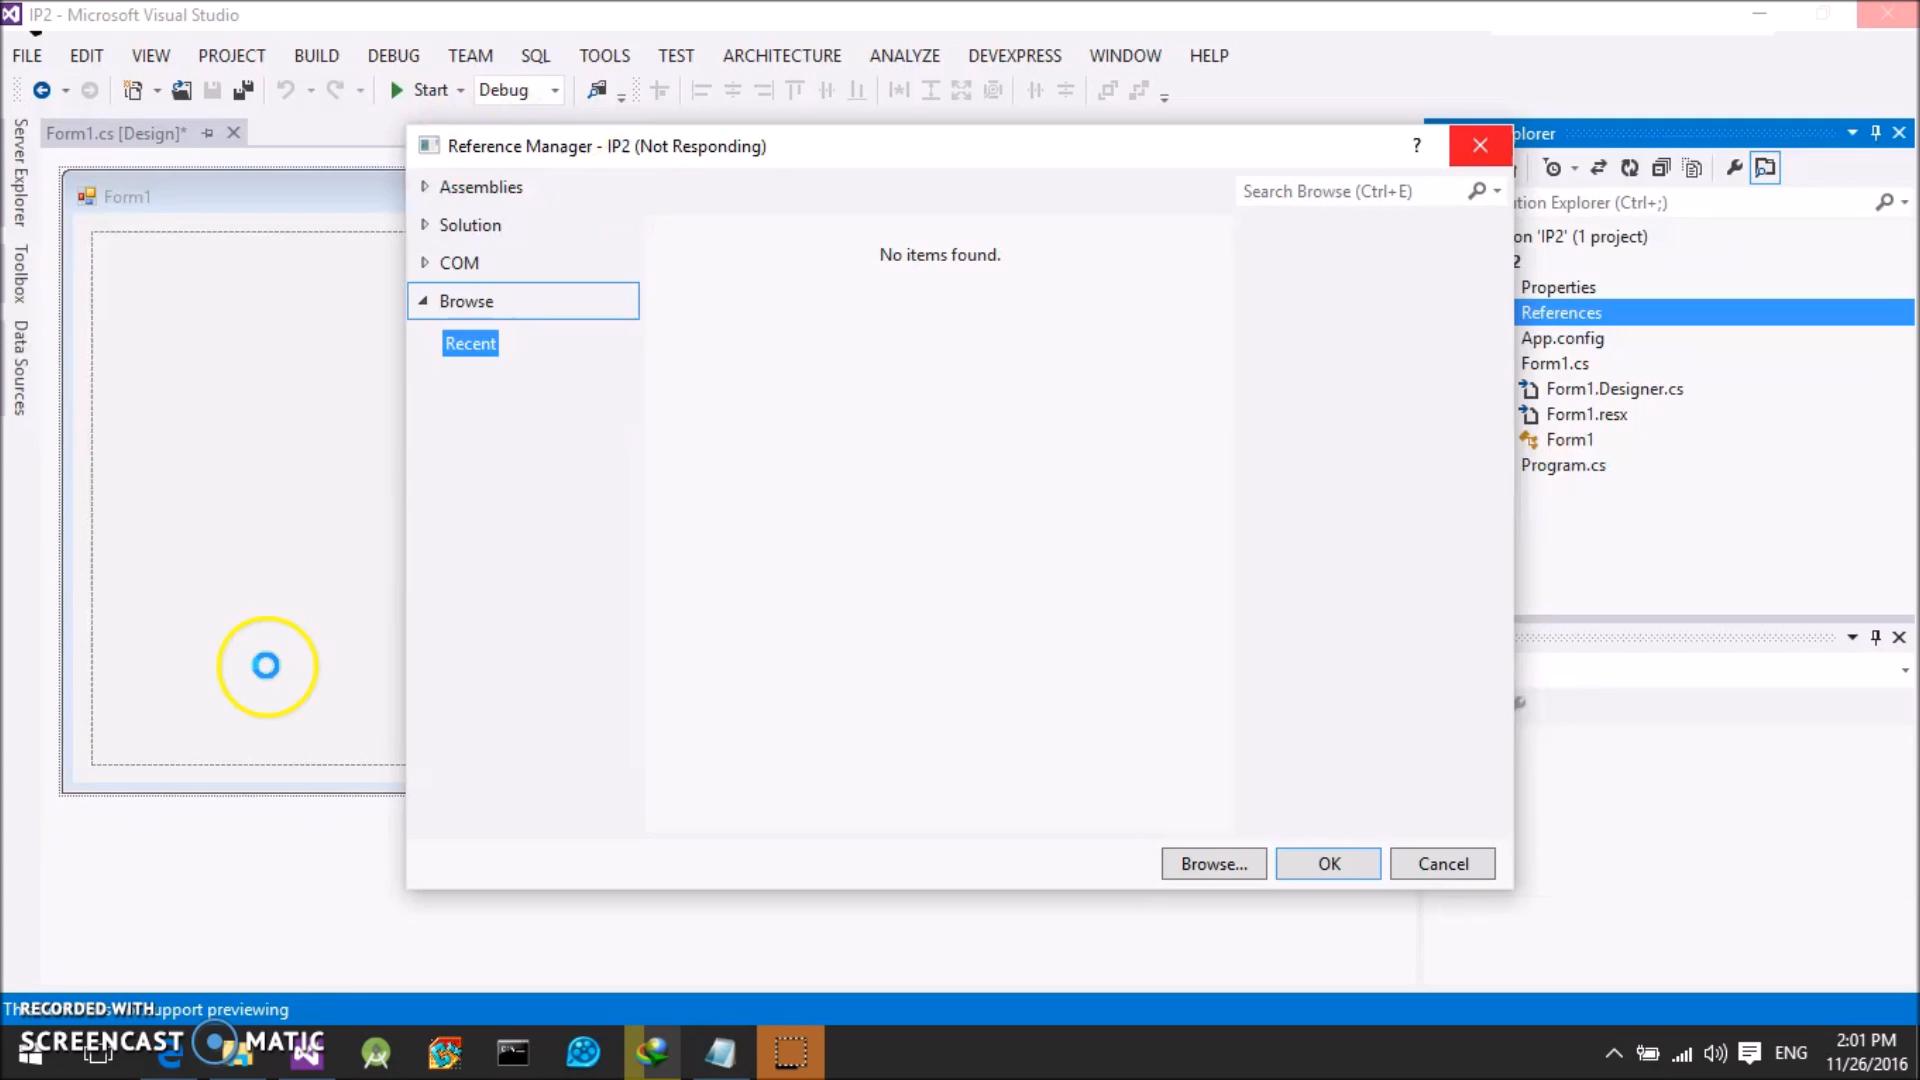 IP2 - Microsoft Visual Studio
FILE EDIT VIEW PROJECT BUILD DEBUG TEAM SQL TOOLS TEST ARCHITECTURE ANALYZE DEVEXPRESS WINDOW HELP
Start Debug
Server Explorer
Toolbox
Data Sources
Form1.cs [Design]*
Form1
Reference Manager - IP2 (Not Responding)
?
Assemblies
Solution
COM
Browse
Recent
Search Browse (Ctrl+E)
No items found.
Browse... OK Cancel
plorer
tion Explorer (Ctrl+;)
on 'IP2' (1 project)
2
Properties
References
App.config
Form1.cs
Form1.Designer.cs
Form1.resx
Form1
Program.cs
upport previewing
RECORDED WITH
SCREENCAST MATIC
ENG
2:01 PM
11/26/2016